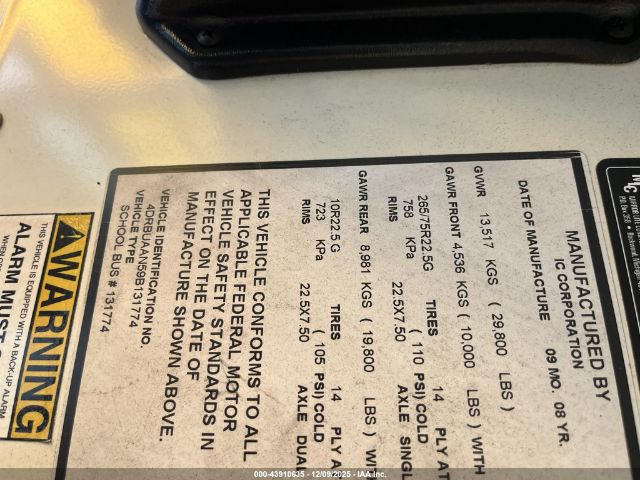 MANUFACTURED BY
IC CORPORATION
DATE OF MANUFACTURE 09 MO. 08 YR.
GVWR 13,517 KGS ( 29,800 LBS )
GAWR FRONT 4,536 KGS ( 10,000 LBS ) WITH
265/75R22.5G TIRES 14 PLY AT
758 KPa ( 110 PSI) COLD
RIMS 22.5X7.50 AXLE SINGL
GAWR REAR 8,981 KGS ( 19,800 LBS ) WI
10R22.5 G TIRES 14 PLY A
723 KPa ( 105 PSI) COLD
RIMS 22.5X7.50 AXLE DUA
THIS VEHICLE CONFORMS TO ALL
APPLICABLE FEDERAL MOTOR
VEHICLE SAFETY STANDARDS IN
EFFECT ON THE DATE OF
MANUFACTURE SHOWN ABOVE.
VEHICLE IDENTIFICATION NO.
4DRBUAAN59B131774
VEHICLE TYPE
SCHOOL BUS # 131774
WARNING
THIS VEHICLE IS EQUIPPED WITH A BACK-UP ALARM
ALARM MUST
000-43910635 - 12/09/2025 - IAA Inc.